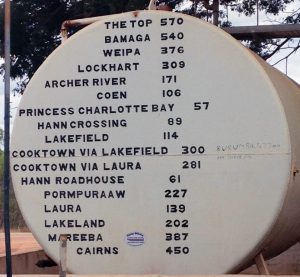 THE TOP 570
BAMAGA 540
WEIPA 376
LOCKHART 309
ARCHER RIVER 171
COEN 106
PRINCESS CHARLOTTE BAY 57
HANN CROSSING 89
LAKEFIELD 114
COOKTOWN VIA LAKEFIELD 300
COOKTOWN VIA LAURA 281
HANN ROADHOUSE 61
PORMPURAAW 227
LAURA 139
LAKELAND 202
MAREEBA 387
CAIRNS 450